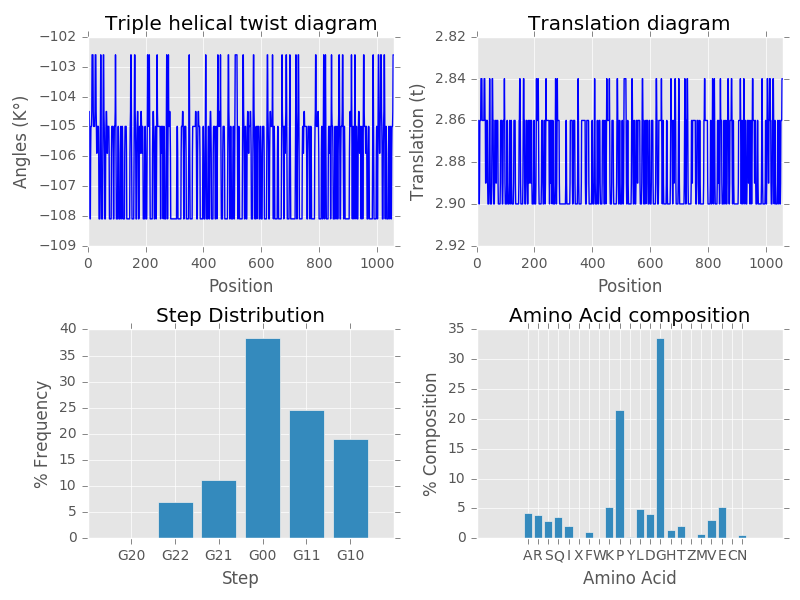 Triple helical twist diagram
−102
−103
−104
−105
−106
−107
−108
−109
Angles (K°)
0 200 400 600 800 1000
Position
Translation diagram
2.82
2.84
2.86
2.88
2.90
2.92
Translation (t)
0 200 400 600 800 1000
Position
Step Distribution
40
35
30
25
20
15
10
5
0
% Frequency
G20 G22 G21 G00 G11 G10
Step
Amino Acid composition
35
30
25
20
15
10
5
0
% Composition
A R S Q I X F W K P Y L D G H T Z M V E C N
Amino Acid